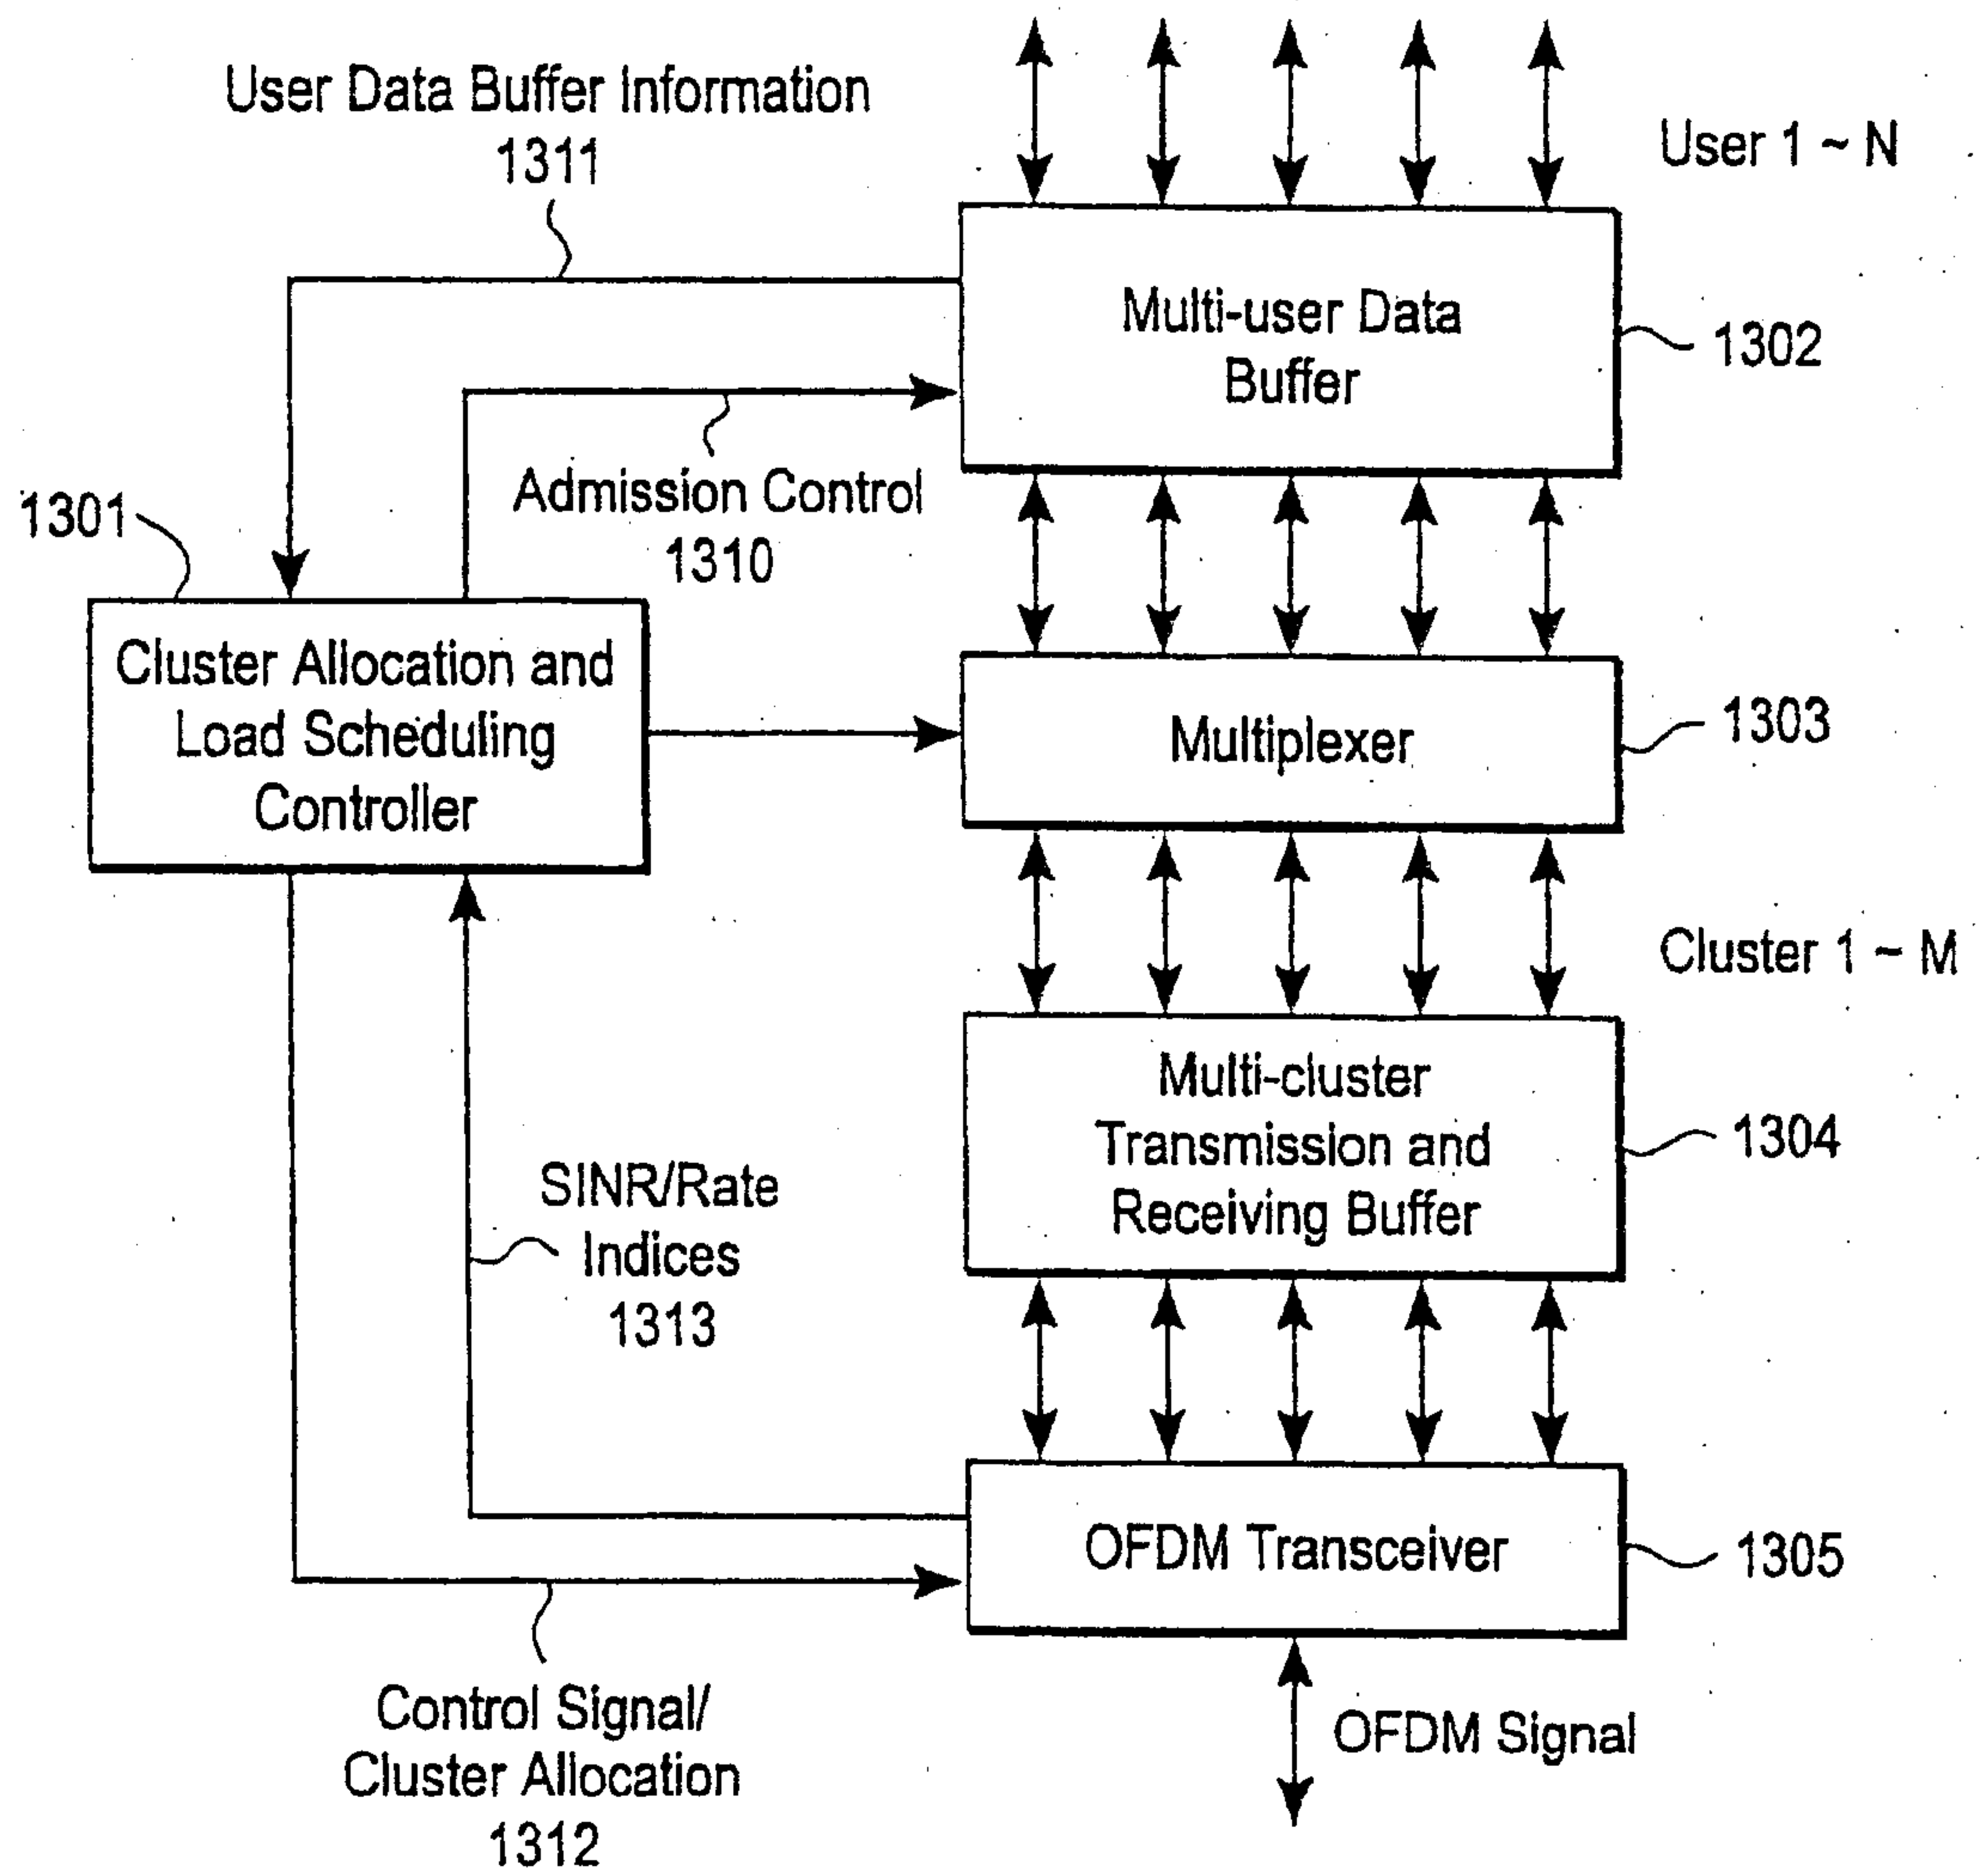 User Data Buffer Information
1311
User 1 ~ N
Multi-user Data
Buffer
1302
Admission Control
1310
1301
Cluster Allocation and
Load Scheduling
Controller
Multiplexer
1303
Cluster 1 ~ M
Multi-cluster
Transmission and
Receiving Buffer
1304
SINR/Rate
Indices
1313
OFDM Transceiver
1305
Control Signal/
Cluster Allocation
1312
OFDM Signal